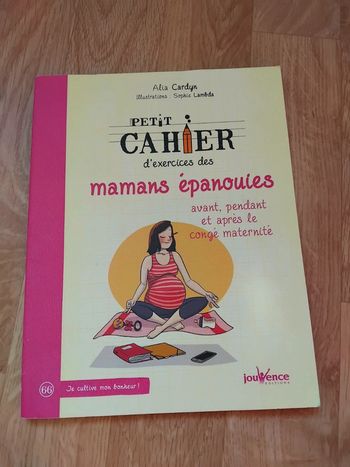 Alia Cardyn
Illustrations : Sophie Lambda
PETIT
CAHIER
d'exercices des
mamans épanouies
avant, pendant
et après le
congé maternité
66
Je cultive mon bonheur !
jouVence
EDITIONS